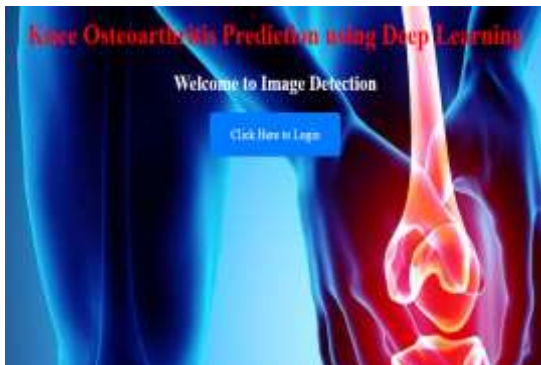 Knee Osteoarthritis Prediction using Deep Learning
Welcome to Image Detection
Click Here to Login